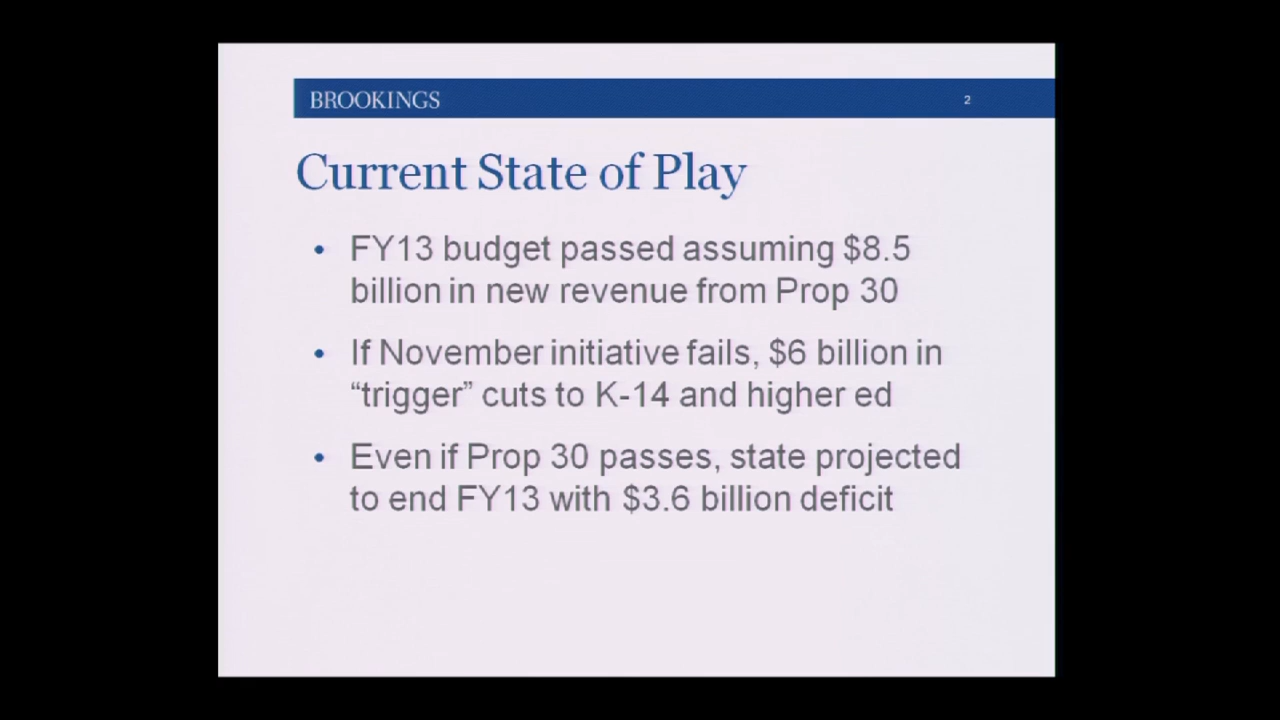 BROOKINGS
2
Current State of Play
• FY13 budget passed assuming $8.5
billion in new revenue from Prop 30
• If November initiative fails, $6 billion in
“trigger” cuts to K-14 and higher ed
• Even if Prop 30 passes, state projected
to end FY13 with $3.6 billion deficit